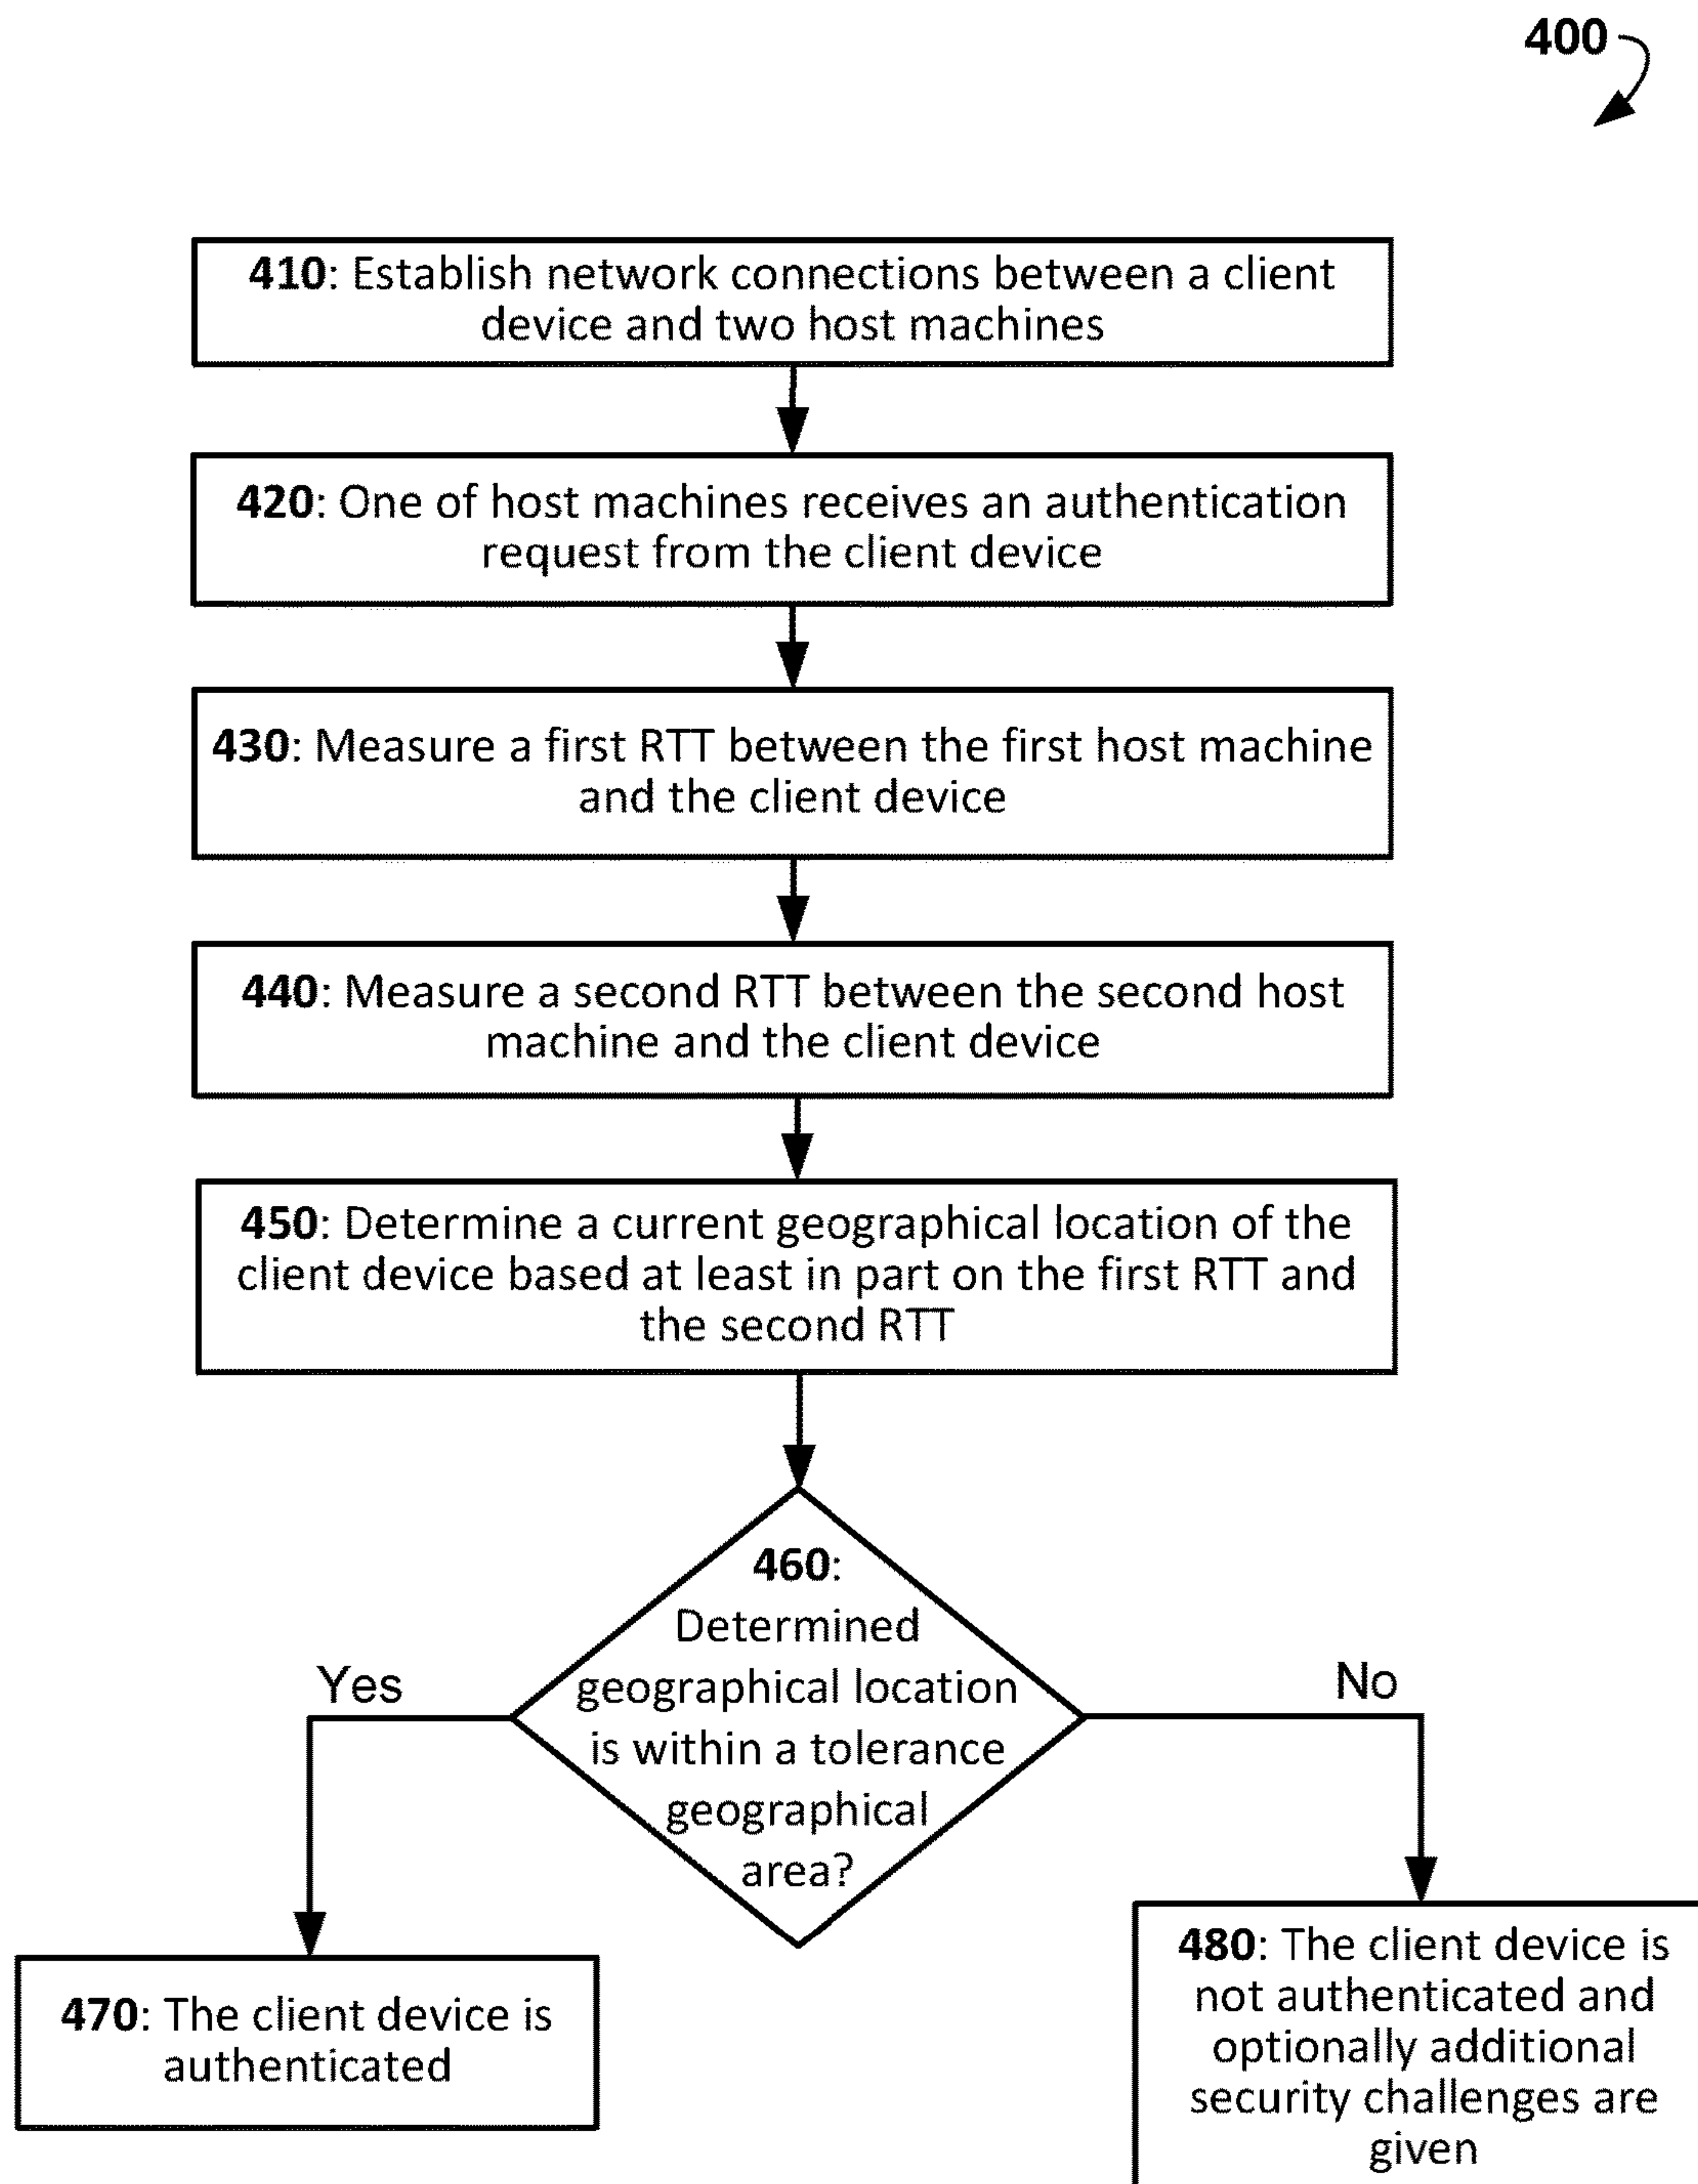 400
410: Establish network connections between a client
device and two host machines
420: One of host machines receives an authentication
request from the client device
430: Measure a first RTT between the first host machine
and the client device
440: Measure a second RTT between the second host
machine and the client device
450: Determine a current geographical location of the
client device based at least in part on the first RTT and
the second RTT
460:
Determined
geographical location
is within a tolerance
geographical
area?
Yes
No
470: The client device is
authenticated
480: The client device is
not authenticated and
optionally additional
security challenges are
given